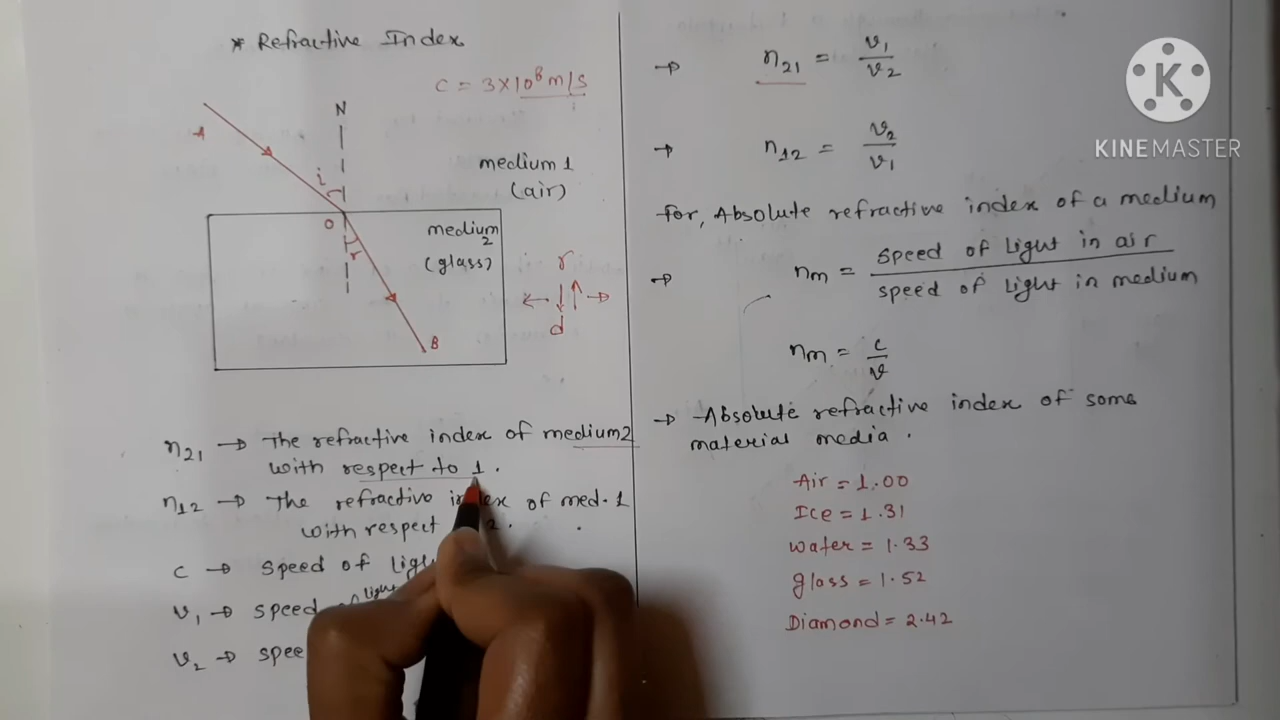 * Refractive Index
C = 3×10⁸ m/s
N
A
i
medium 1
(air)
O
medium
2
(glass)
r
r
d
B
n₂₁ → The refractive index of medium2
with respect to 1.
n₁₂ → The refractive index of med. 1
with respect 2.
C → speed of
light
v₁ → speed
v₂ →
→ n₂₁ = v₁/v₂
→ n₁₂ = v₂/v₁
For, Absolute refractive index of a medium
→ nm = speed of light in air / speed of light in medium
nm = c/v
→ Absolute refractive index of some
material media.
Air = 1.00
Ice = 1.31
water = 1.33
glass = 1.52
Diamond = 2.42
K
KINEMASTER